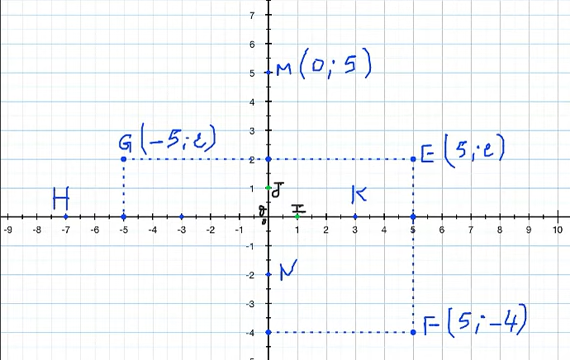 7
6
M(0;5)
5
4
3
G(-5;2) 2 E(5;2)
1 J
H 0 I K
-9 -8 -7 -6 -5 -4 -3 -2 -1 1 2 3 4 5 6 7 8 9 10
-1
-2 N
-3
-4 F(5;-4)